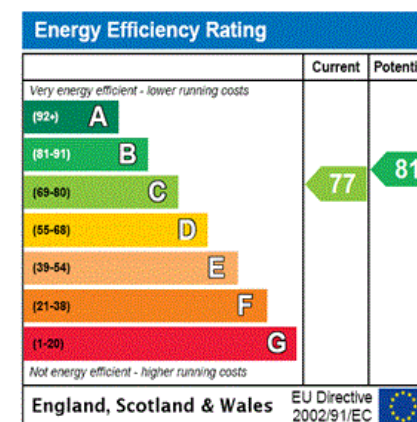 Energy Efficiency Rating
Current Potenti
Very energy efficient - lower running costs
(92+) A
(81-91) B
(69-80) C
77
81
(55-68) D
(39-54) E
(21-38) F
(1-20) G
Not energy efficient - higher running costs
England, Scotland & Wales
EU Directive
2002/91/EC